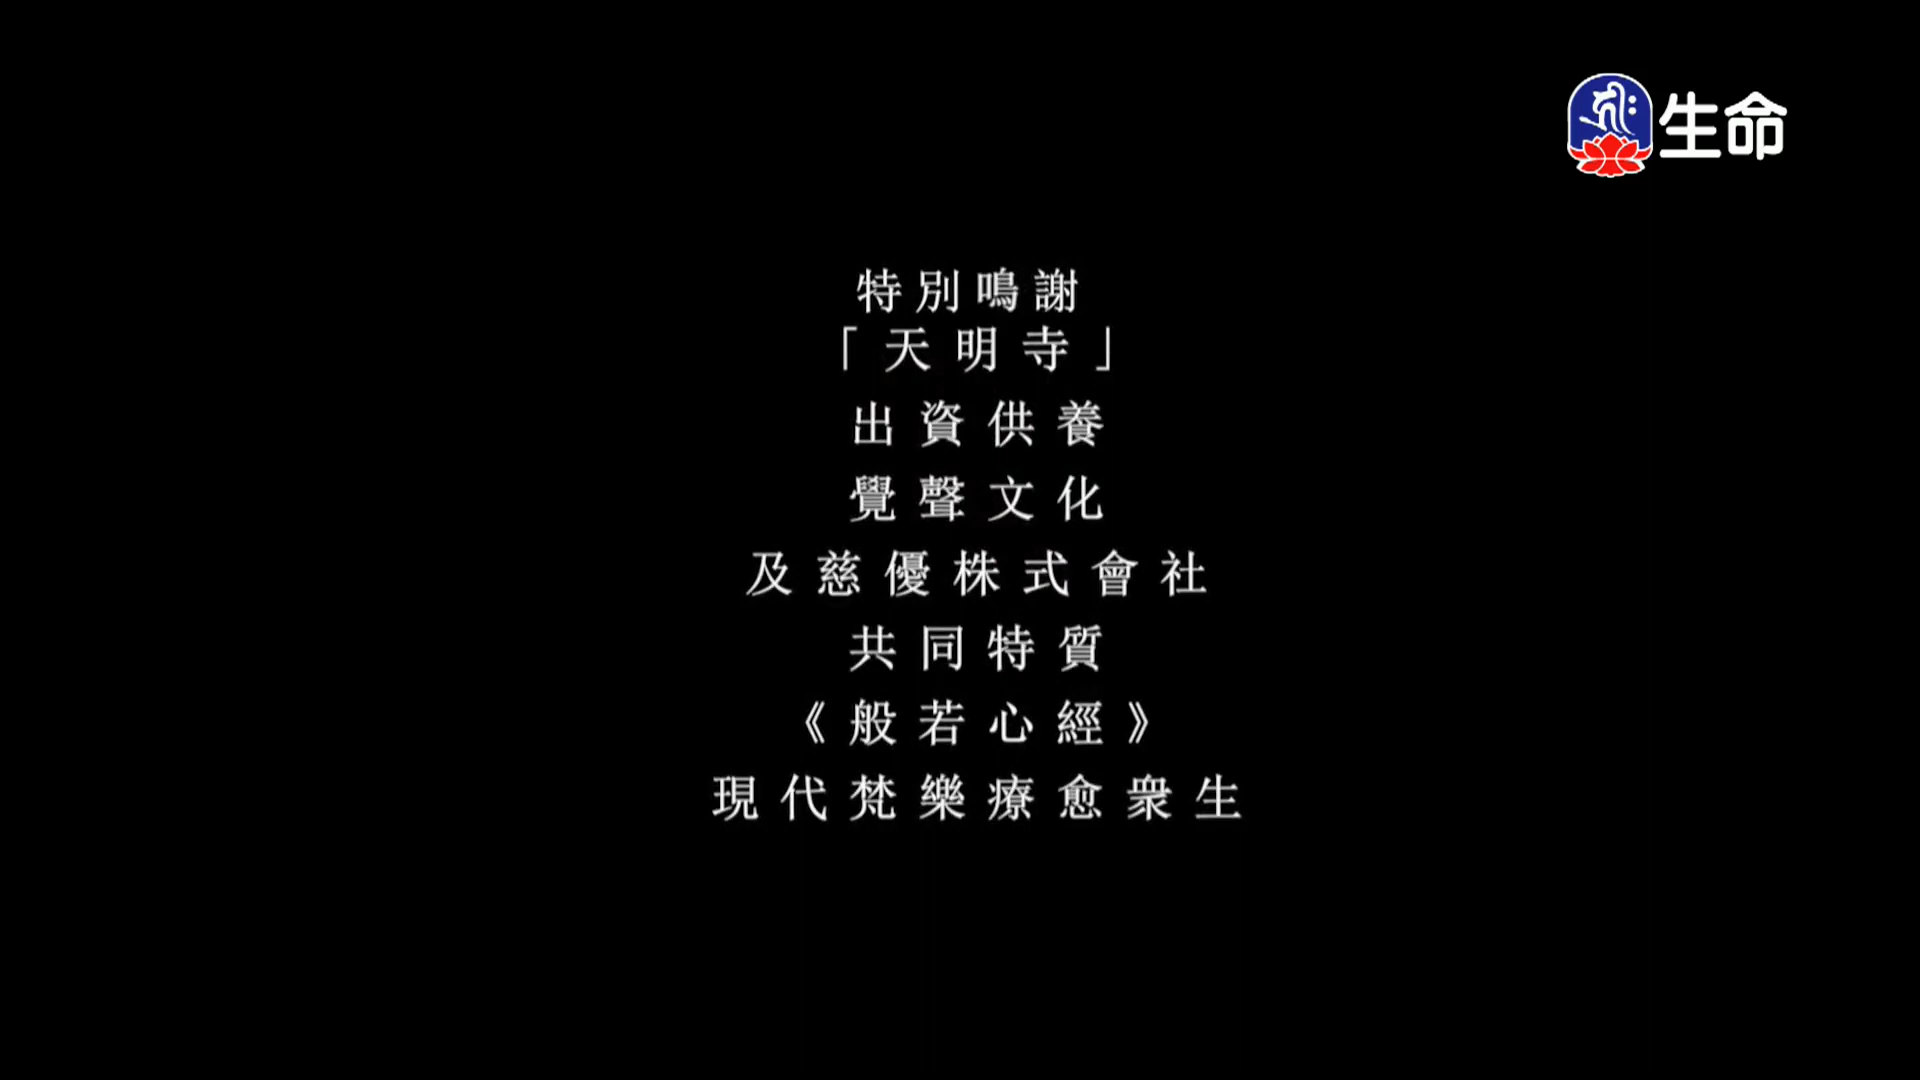 生命
特別鳴謝
「天明寺」
出資供養
覺聲文化
及慈優株式會社
共同特質
《般若心經》
現代梵樂療愈衆生